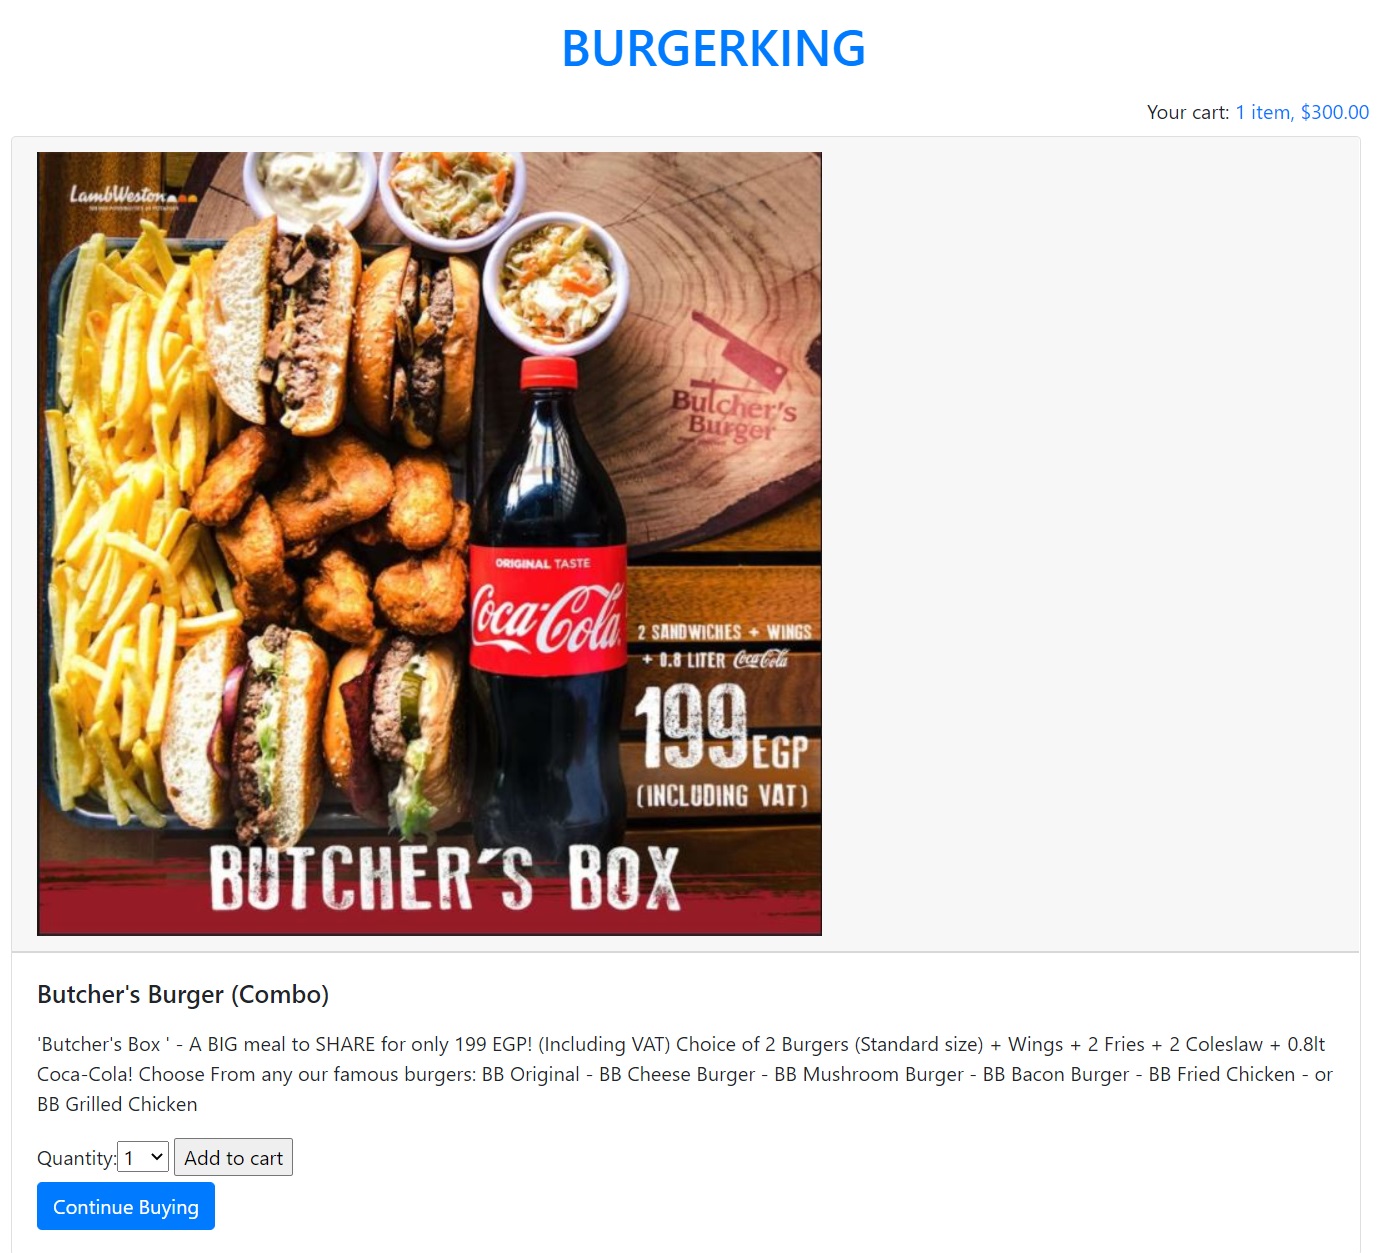 BURGERKING
Your cart: 1 item, $300.00
LambWeston
Butcher's
Burger
ORIGINAL TASTE
Coca-Cola
2 SANDWICHES + WINGS
+ 0.8 LITER Coca-Cola
199 EGP
(INCLUDING VAT)
BUTCHER'S BOX
Butcher's Burger (Combo)
'Butcher's Box ' - A BIG meal to SHARE for only 199 EGP! (Including VAT) Choice of 2 Burgers (Standard size) + Wings + 2 Fries + 2 Coleslaw + 0.8lt
Coca-Cola! Choose From any our famous burgers: BB Original - BB Cheese Burger - BB Mushroom Burger - BB Bacon Burger - BB Fried Chicken - or
BB Grilled Chicken
Quantity: 1 Add to cart
Continue Buying